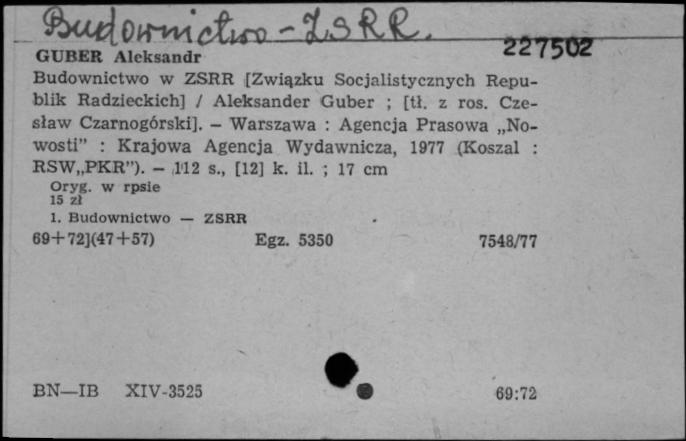 Budownictwo - ZSRR.
227502
GUBER Aleksandr
Budownictwo w ZSRR [Związku Socjalistycznych Repu-
blik Radzieckich] / Aleksander Guber ; [tł. z ros. Cze-
sław Czarnogórski]. — Warszawa : Agencja Prasowa „No-
wosti” : Krajowa Agencja Wydawnicza, 1977 (Koszal :
RSW„PKR”). — 112 s., [12] k. il. ; 17 cm
Oryg. w rpsie
15 zł
1. Budownictwo — ZSRR
69+72](47+57) Egz. 5350 7548/77
BN—IB XIV-3525 69:72